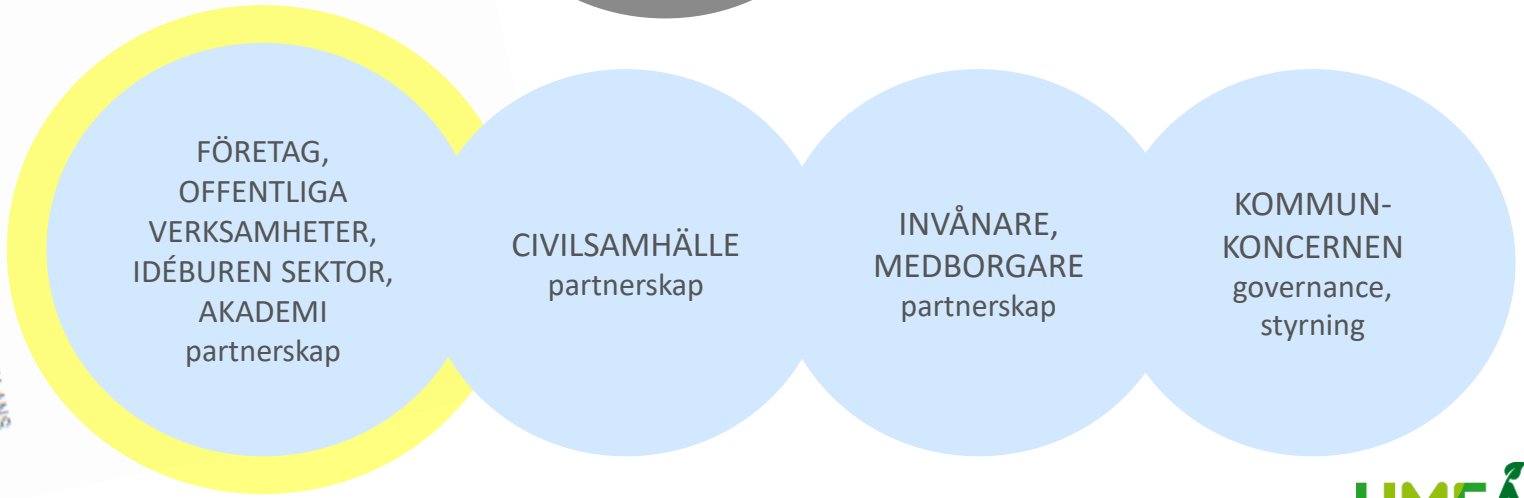 FÖRETAG,
OFFENTLIGA
VERKSAMHETER,
IDÉBUREN SEKTOR,
AKADEMI
partnerskap
CIVILSAMHÄLLE
partnerskap
INVÅNARE,
MEDBORGARE
partnerskap
KOMMUN-
KONCERNEN
governance,
styrning